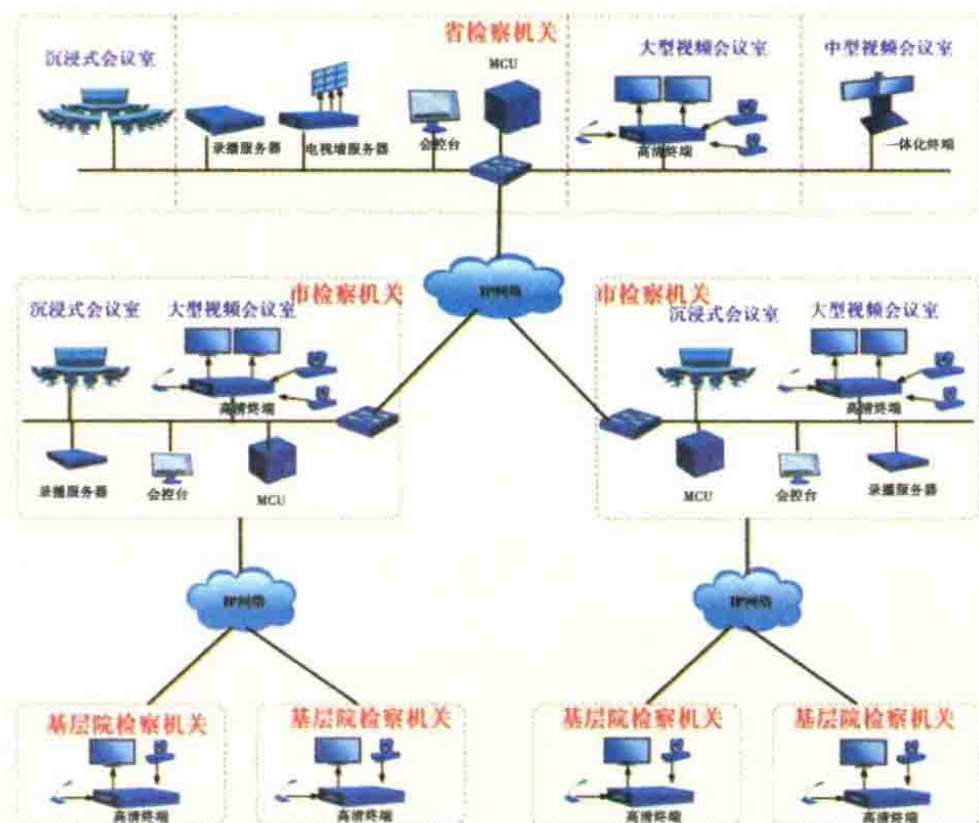 省检察机关
沉浸式会议室
MCU
大型视频会议室
中型视频会议室
录播服务器
电视墙服务器
会控台
高清终端
一体化终端
IP网络
市检察机关
沉浸式会议室
大型视频会议室
高清终端
录播服务器
会控台
MCU
市检察机关
沉浸式会议室
大型视频会议室
高清终端
MCU
会控台
录播服务器
IP网络
IP网络
基层院检察机关
高清终端
基层院检察机关
高清终端
基层院检察机关
高清终端
基层院检察机关
高清终端